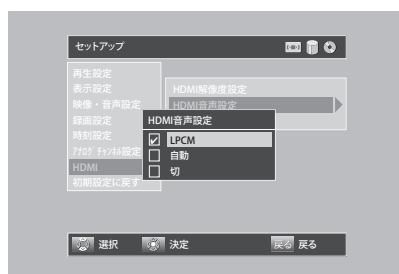 セットアップ
再生設定
表示設定
映像・音声設定
録画設定
時刻設定
ｱﾅﾛｸﾞ ﾁｬﾝﾈﾙ設定
HDMI
初期設定に戻す
HDMI解像度設定
HDMI音声設定
HDMI音声設定
LPCM
自動
切
選択
決定
戻る 戻る